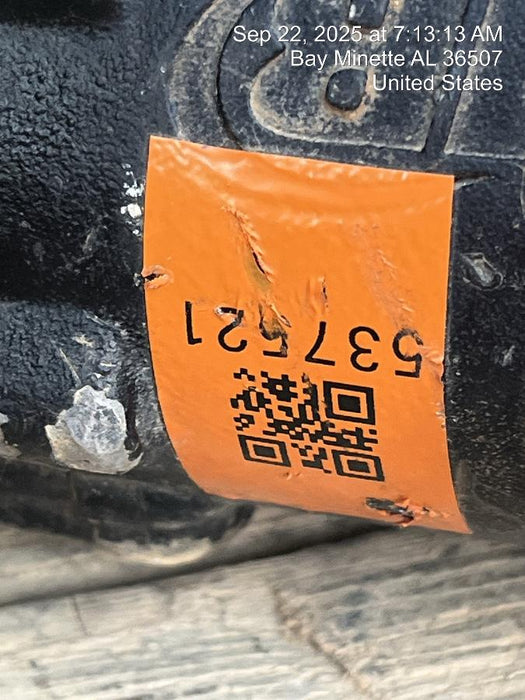 Sep 22, 2025 at 7:13:13 AM
Bay Minette AL 36507
United States
537521